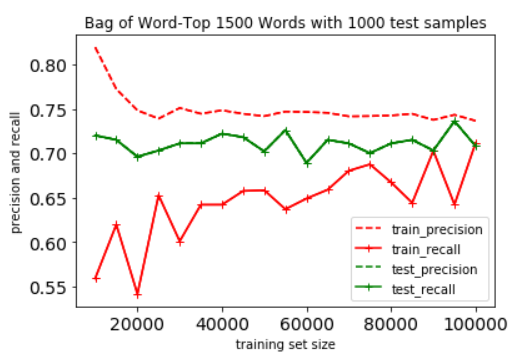 Bag of Word-Top 1500 Words with 1000 test samples
precision and recall
0.80
0.75
0.70
0.65
0.60
0.55
train_precision
train_recall
test_precision
test_recall
20000 40000 60000 80000 100000
training set size